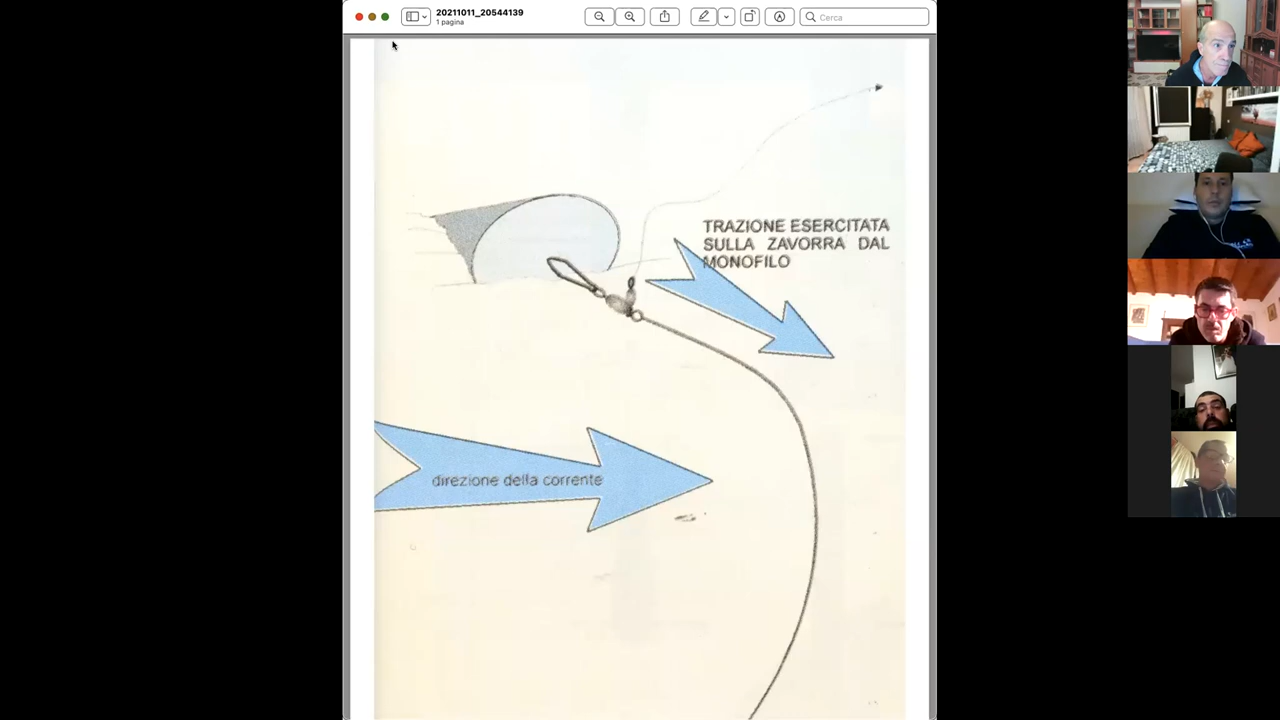 20211011_20544139
1 pagina
Cerca
TRAZIONE ESERCITATA
SULLA ZAVORRA DAL
MONOFILO
direzione della corrente